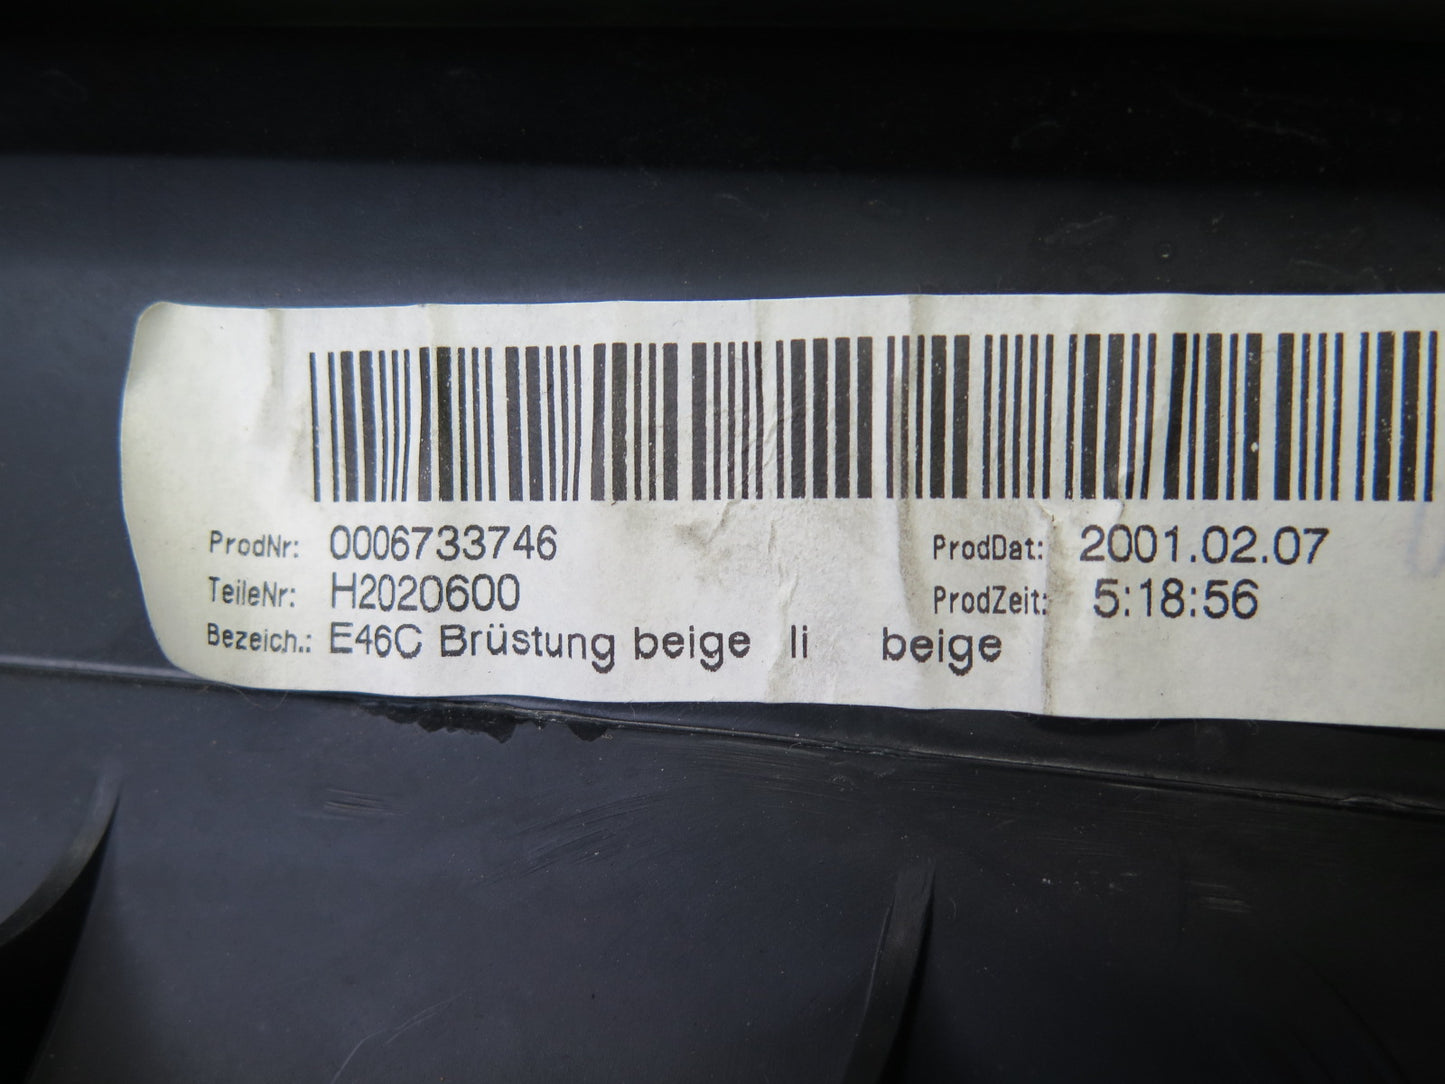 ProdNr: 0006733746 ProdDat: 2001.02.07
TeileNr: H2020600 ProdZeit: 5:18:56
Bezeich.: E46C Brüstung beige li beige